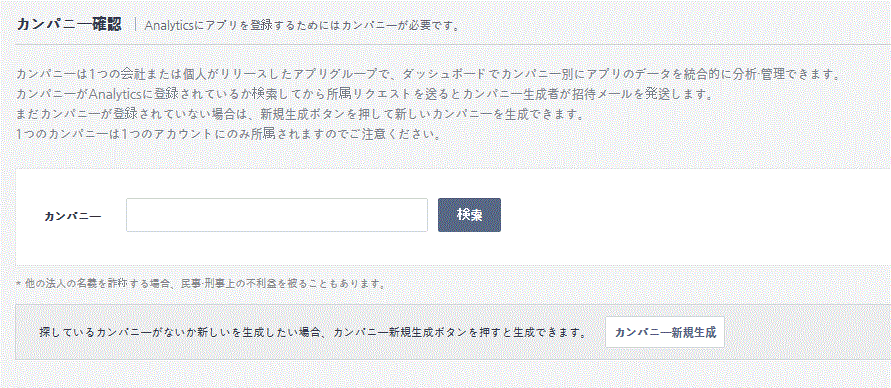 カンパニー確認 | Analyticsにアプリを登録するためにはカンパニーが必要です。
カンパニーは1つの会社または個人がリリースしたアプリグループで、ダッシュボードでカンパニー別にアプリのデータを統合的に分析·管理できます。
カンパニーがAnalyticsに登録されているか検索してから所属リクエストを送るとカンパニー生成者が招待メールを発送します。
まだカンパニーが登録されていない場合は、新規生成ボタンを押して新しいカンパニーを生成できます。
1つのカンパニーは1つのアカウントにのみ所属されますのでご注意ください。
カンパニー 検索
* 他の法人の名義を詐称する場合、民事·刑事上の不利益を被ることもあります。
探しているカンパニーがないか新しいを生成したい場合、カンパニー新規生成ボタンを押すと生成できます。 カンパニー新規生成